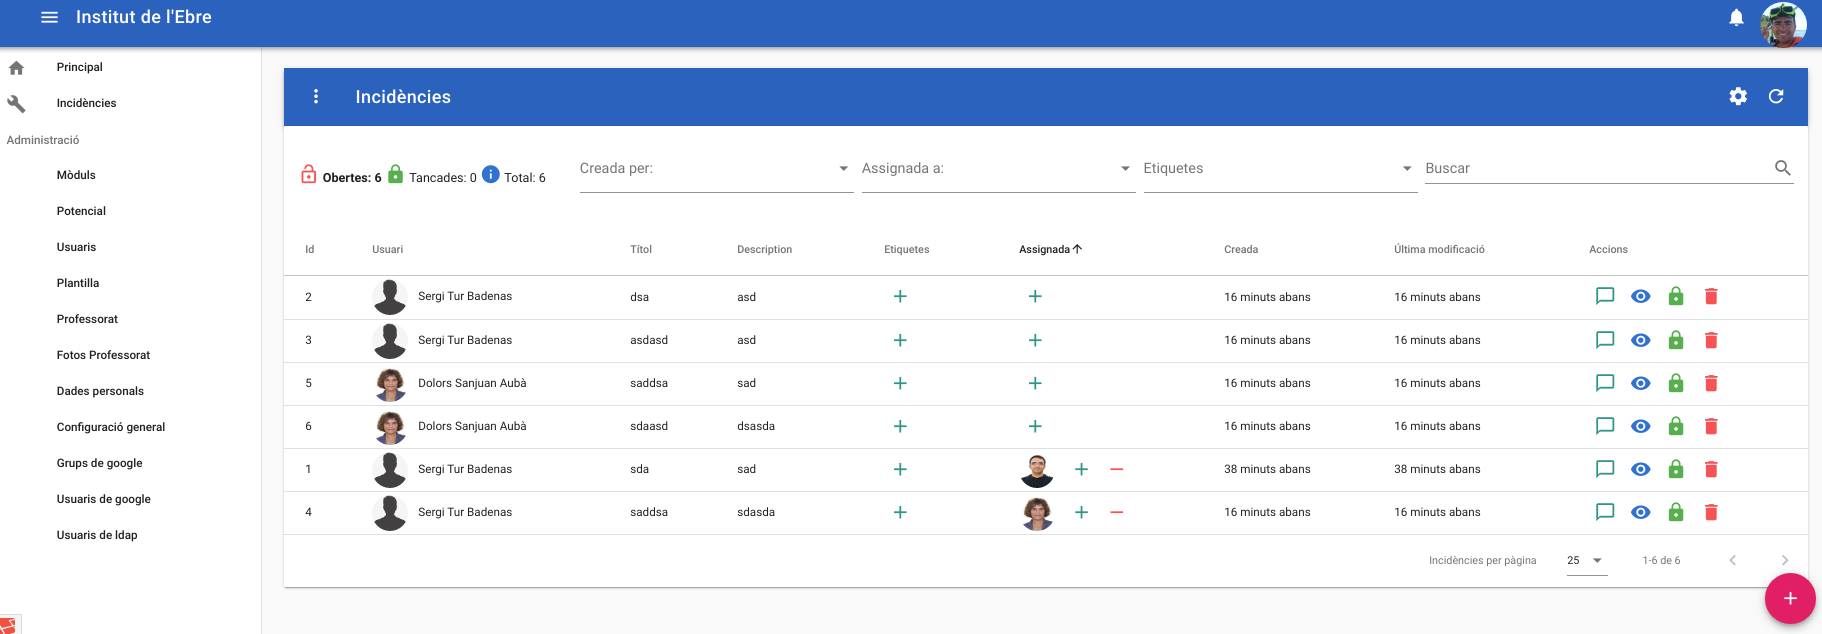 Institut de l'Ebre
Principal
Incidències
Administració
Mòduls
Potencial
Usuaris
Plantilla
Professorat
Fotos Professorat
Dades personals
Configuració general
Grups de google
Usuaris de google
Usuaris de ldap
Incidències
Obertes: 6 Tancades: 0 Total: 6 Creada per: Assignada a: Etiquetes Buscar
Id Usuari Títol Description Etiquetes Assignada Creada Última modificació Accions
2 Sergi Tur Badenas dsa asd 16 minuts abans 16 minuts abans
3 Sergi Tur Badenas asdasd asd 16 minuts abans 16 minuts abans
5 Dolors Sanjuan Aubà saddsa sad 16 minuts abans 16 minuts abans
6 Dolors Sanjuan Aubà sdaasd dsasda 16 minuts abans 16 minuts abans
1 Sergi Tur Badenas sda sad 38 minuts abans 38 minuts abans
4 Sergi Tur Badenas saddsa sdasda 16 minuts abans 16 minuts abans
Incidències per pàgina 25 1-6 de 6